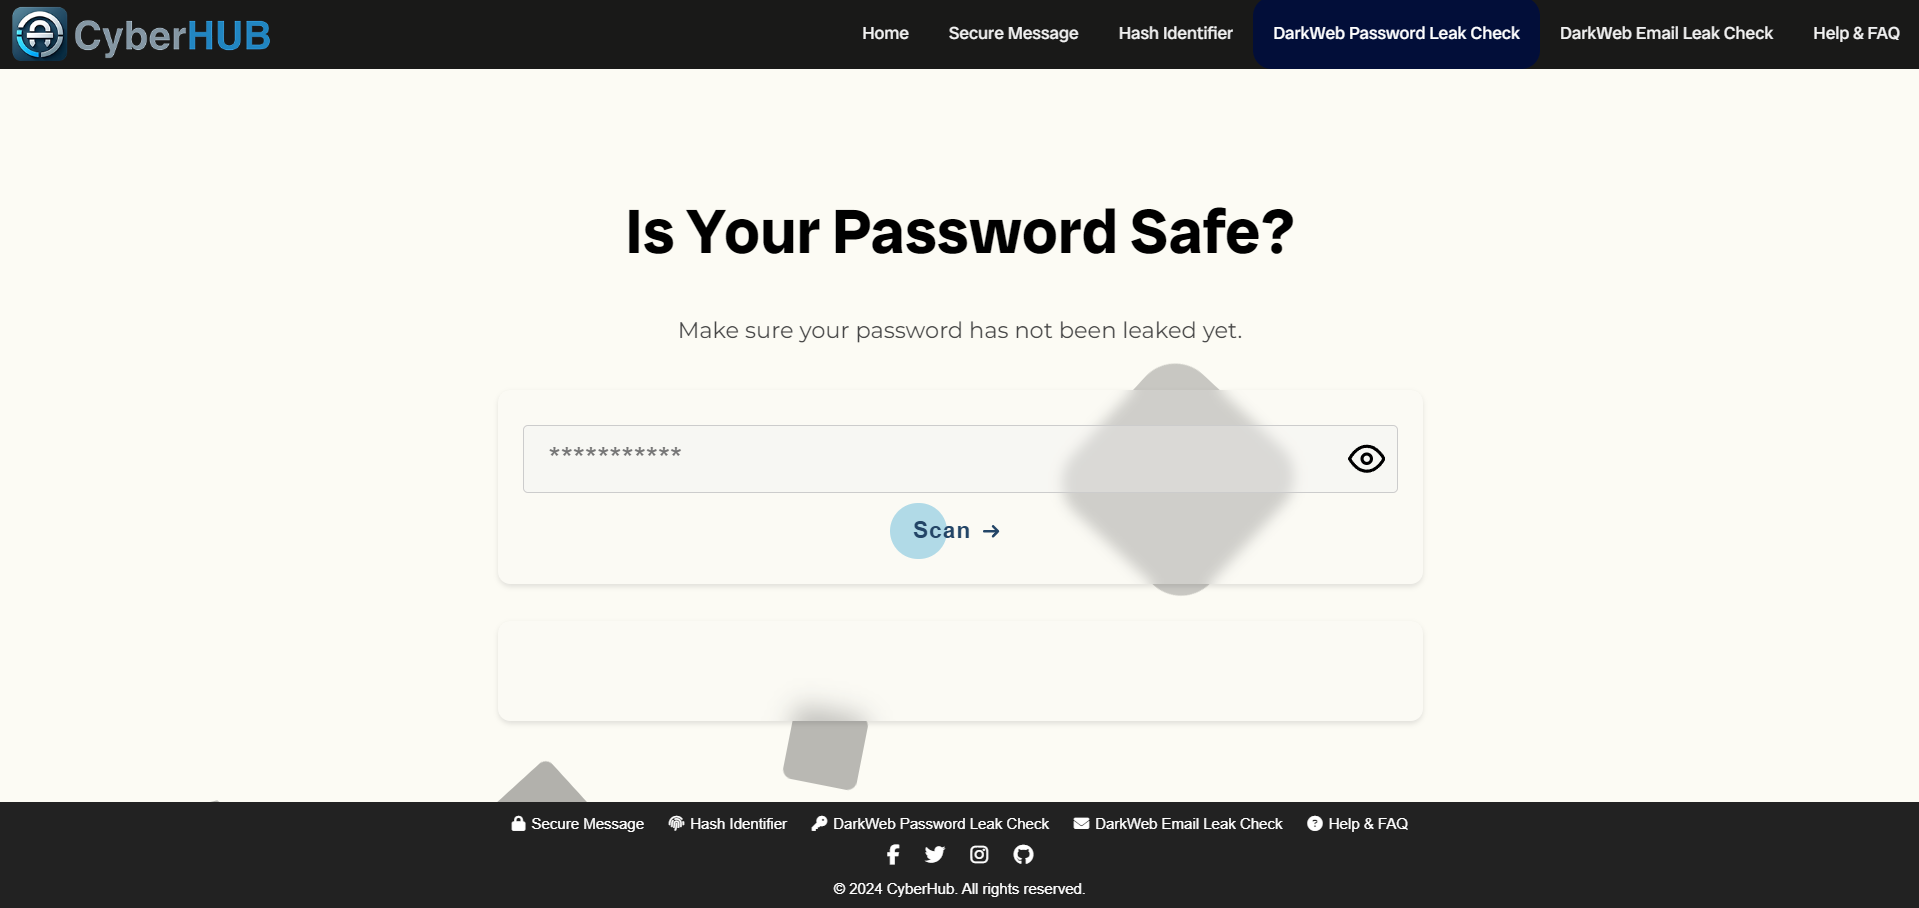 CyberHUB
Home Secure Message Hash Identifier DarkWeb Password Leak Check DarkWeb Email Leak Check Help & FAQ
Is Your Password Safe?
Make sure your password has not been leaked yet.
***********
Scan →
Secure Message Hash Identifier DarkWeb Password Leak Check DarkWeb Email Leak Check Help & FAQ
© 2024 CyberHub. All rights reserved.